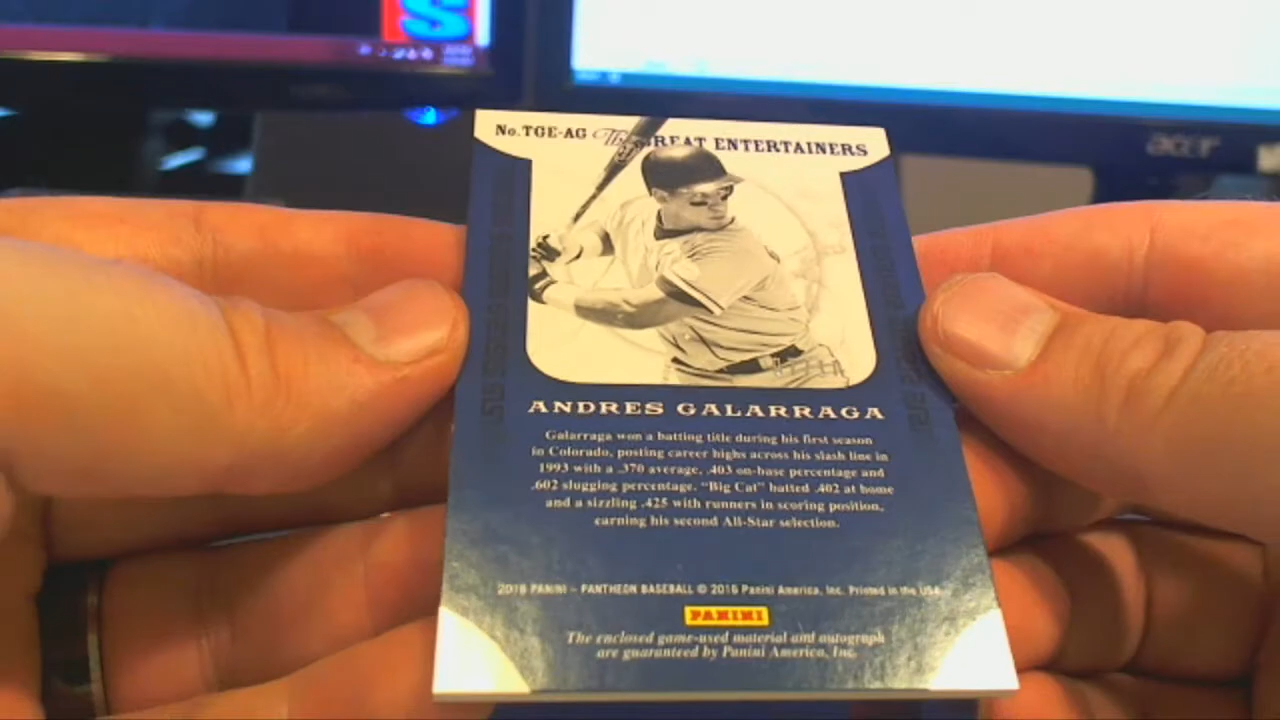 S
acer
No. TGE-AG The GREAT ENTERTAINERS
ANDRES GALARRAGA
Galarraga won a batting title during his first season
in Colorado, posting career highs across his slash line in
1993 with a .370 average, .403 on-base percentage and
.602 slugging percentage. “Big Cat” batted .402 at home
and a sizzling .425 with runners in scoring position,
earning his second All-Star selection.
2016 PANINI – PANTHEON BASEBALL © 2016 Panini America, Inc. Printed in the USA
PANINI
The enclosed game-used material and autograph
are guaranteed by Panini America, Inc.